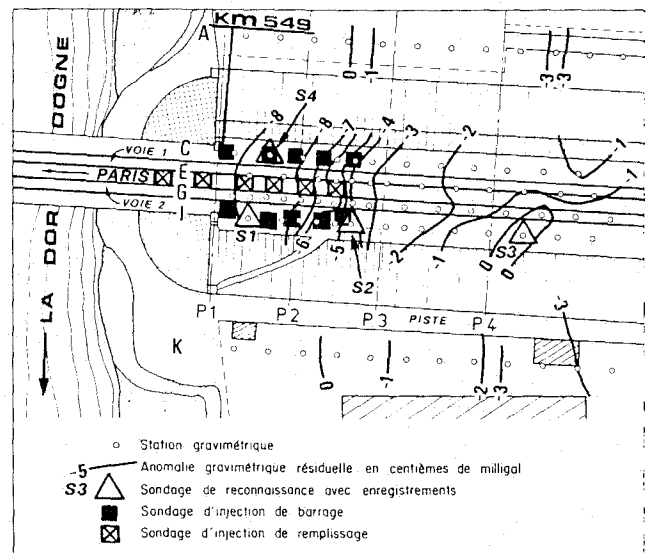 Km 549
A
0
-1
-3
-3
S4
-8
-8
-7
-4
-3
-2
-1
VOIE 1
C
E
PARIS
G
VOIE 2
I
-1
S1
-6
-5
S2
-2
-1
0
0
S3
LA DORDOGNE
P1
P2
P3
PISTE
P4
-3
K
0
-1
-2
-3
Station gravimétrique
-5 Anomalie gravimétrique résiduelle en centièmes de milligal
S3 Sondage de reconnaissance avec enregistrements
Sondage d'injection de barrage
Sondage d'injection de remplissage